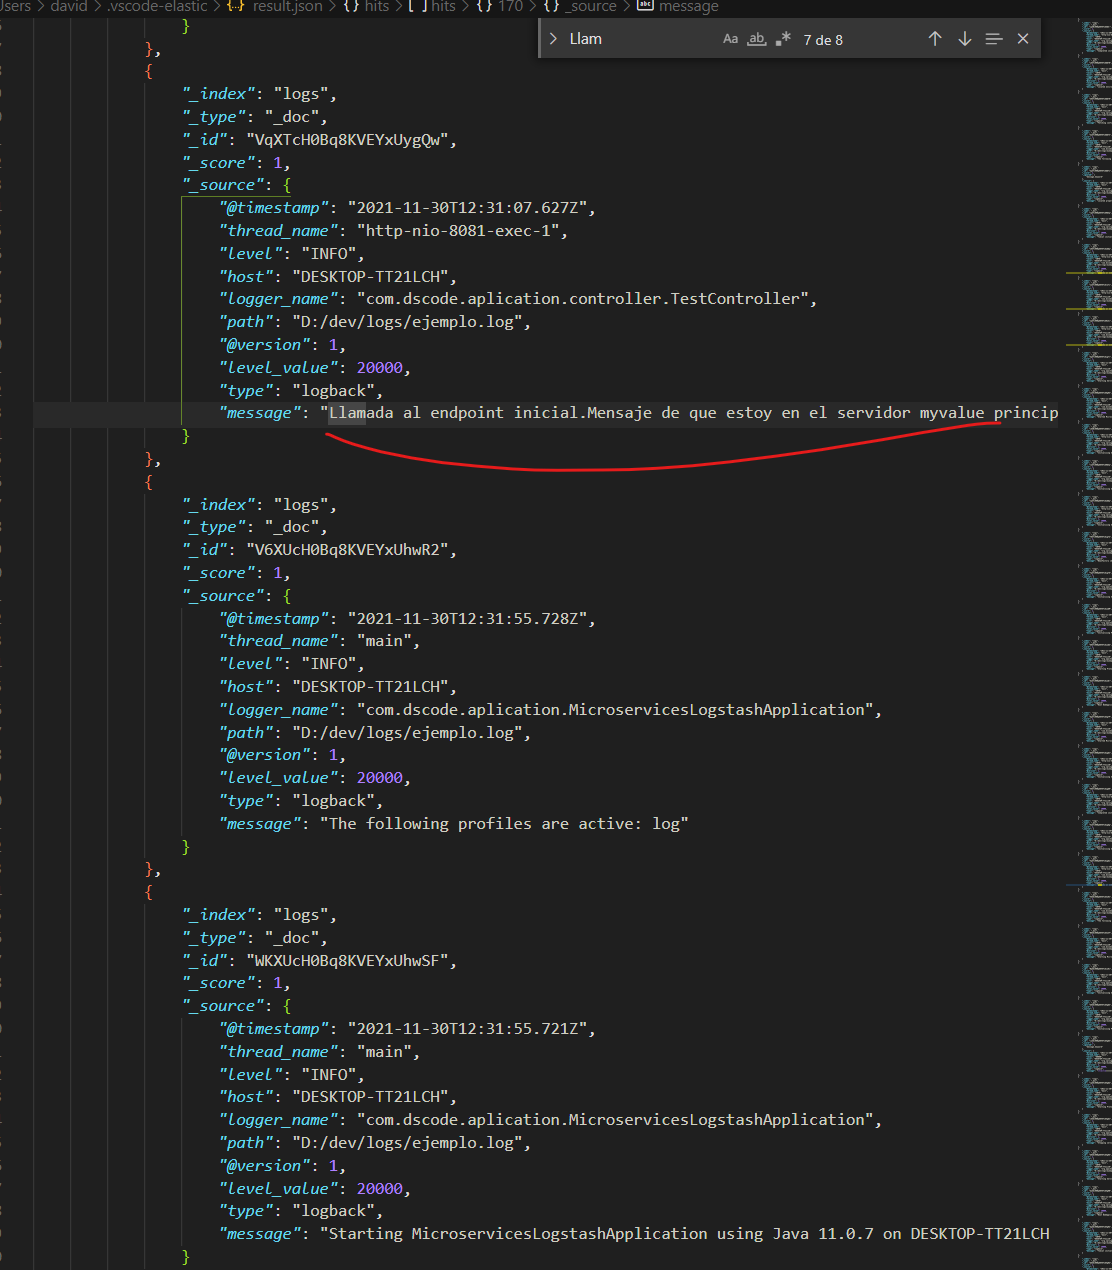 david > .vscode-elastic > {..} result.json > {} hits > [ ] hits > {} 170 > {} _source > abc message
Llam Aa ab .* 7 de 8
}
},
{
"_index": "logs",
"_type": "_doc",
"_id": "VqXTcH0Bq8KVEYxUygQw",
"_score": 1,
"_source": {
"@timestamp": "2021-11-30T12:31:07.627Z",
"thread_name": "http-nio-8081-exec-1",
"level": "INFO",
"host": "DESKTOP-TT21LCH",
"logger_name": "com.dscode.aplication.controller.TestController",
"path": "D:/dev/logs/ejemplo.log",
"@version": 1,
"level_value": 20000,
"type": "logback",
"message": "Llamada al endpoint inicial.Mensaje de que estoy en el servidor myvalue princip
}
},
{
"_index": "logs",
"_type": "_doc",
"_id": "V6XUcH0Bq8KVEYxUhwR2",
"_score": 1,
"_source": {
"@timestamp": "2021-11-30T12:31:55.728Z",
"thread_name": "main",
"level": "INFO",
"host": "DESKTOP-TT21LCH",
"logger_name": "com.dscode.aplication.MicroservicesLogstashApplication",
"path": "D:/dev/logs/ejemplo.log",
"@version": 1,
"level_value": 20000,
"type": "logback",
"message": "The following profiles are active: log"
}
},
{
"_index": "logs",
"_type": "_doc",
"_id": "WKXUcH0Bq8KVEYxUhwSF",
"_score": 1,
"_source": {
"@timestamp": "2021-11-30T12:31:55.721Z",
"thread_name": "main",
"level": "INFO",
"host": "DESKTOP-TT21LCH",
"logger_name": "com.dscode.aplication.MicroservicesLogstashApplication",
"path": "D:/dev/logs/ejemplo.log",
"@version": 1,
"level_value": 20000,
"type": "logback",
"message": "Starting MicroservicesLogstashApplication using Java 11.0.7 on DESKTOP-TT21LCH
}